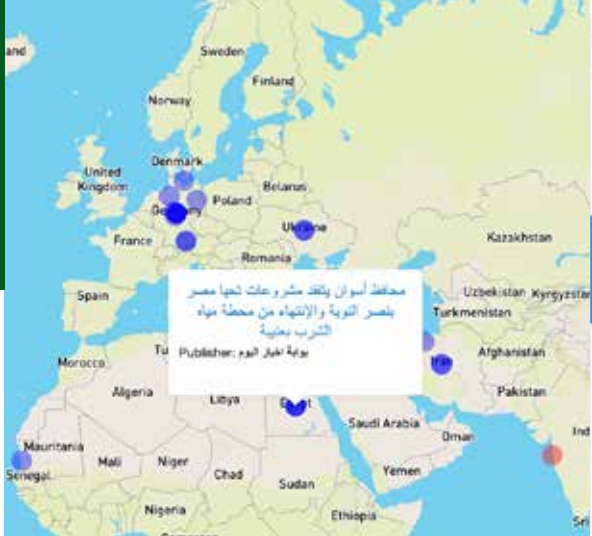 Sweden
Finland
Norway
Denmark
United
Kingdom
Poland
Belarus
Germany
Ukraine
France
Kazakhstan
Romania
Spain
Uzbekistan
Turkmenistan
محافظ أسوان يتفقد مشروعات تحيا مصر
بنصر النوبة والإنتهاء من محطة مياه
الشرب بعنيبة
Publisher: بوابة اخبار اليوم
Morocco
Iran
Afghanistan
Algeria
Libya
Egypt
Pakistan
Saudi Arabia
Oman
Mauritania
Senegal
Mali
Niger
Chad
Sudan
Yemen
Nigeria
Ethiopia